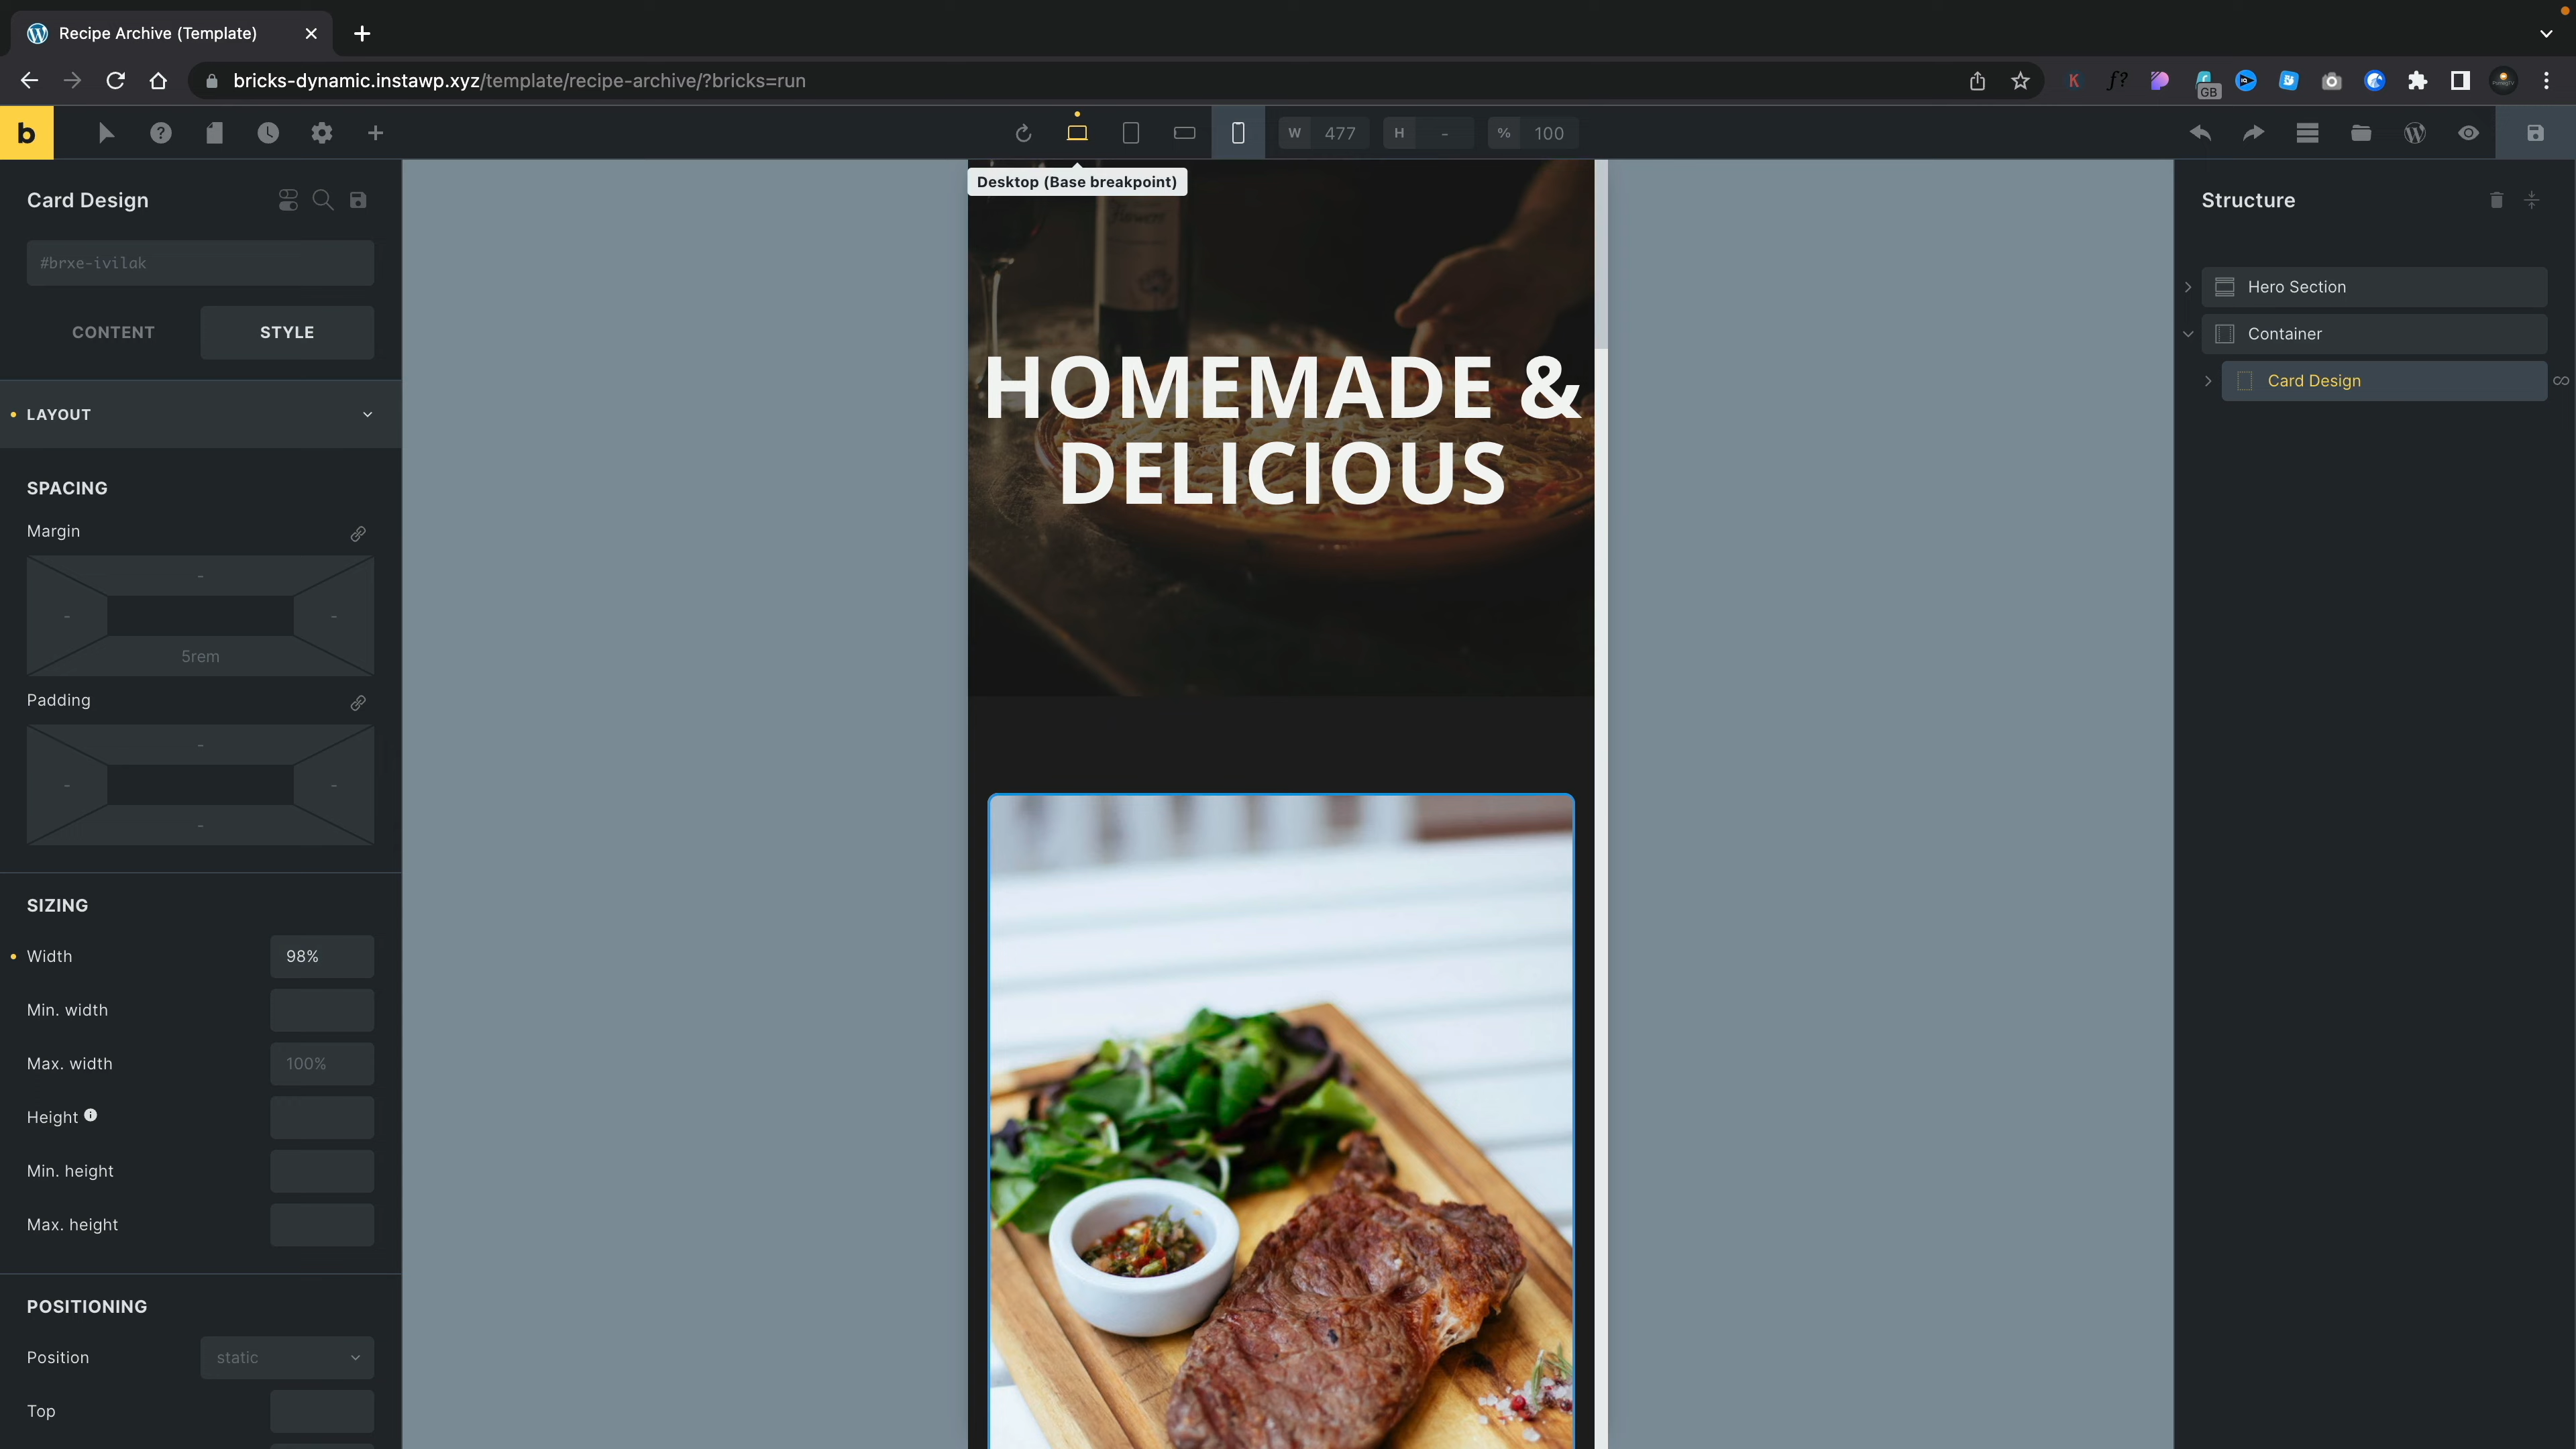 Recipe Archive (Template)
bricks-dynamic.instawp.xyz/template/recipe-archive/?bricks=run
K
f?
GB
b
W 477
H -
% 100
Desktop (Base breakpoint)
Card Design
#brxe-ivilak
CONTENT
STYLE
LAYOUT
SPACING
Margin
-
-
-
5rem
Padding
-
-
-
-
SIZING
Width
98%
Min. width
Max. width
100%
Height
Min. height
Max. height
POSITIONING
Position
static
Top
flowers
HOMEMADE &
DELICIOUS
Structure
Hero Section
Container
Card Design